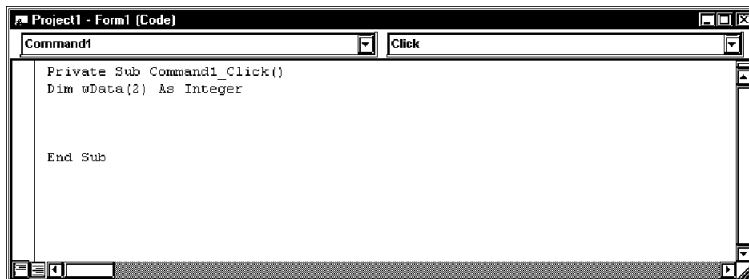 Project1 - Form1 (Code)
Command1 Click
Private Sub Command1_Click()
Dim wData(2) As Integer
End Sub